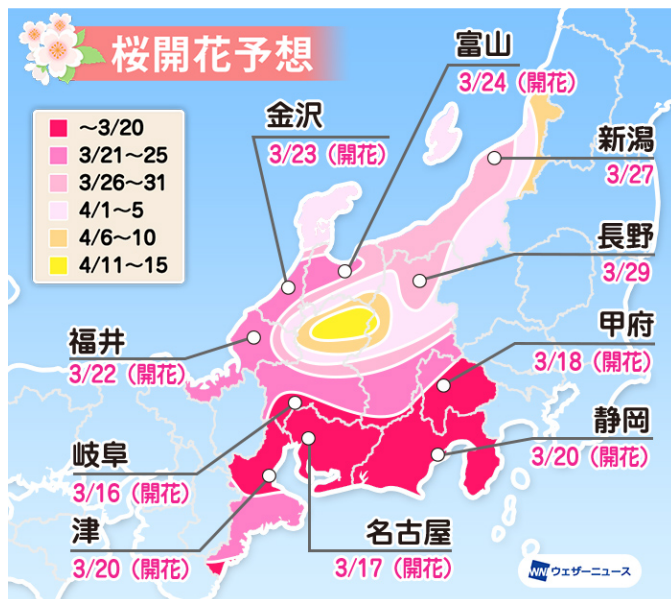 桜開花予想
~3/20
3/21~25
3/26~31
4/1~5
4/6~10
4/11~15
富山
3/24（開花）
金沢
3/23（開花）
新潟
3/27
長野
3/29
福井
3/22（開花）
甲府
3/18（開花）
岐阜
3/16（開花）
静岡
3/20（開花）
津
3/20（開花）
名古屋
3/17（開花）
WN ウェザーニュース